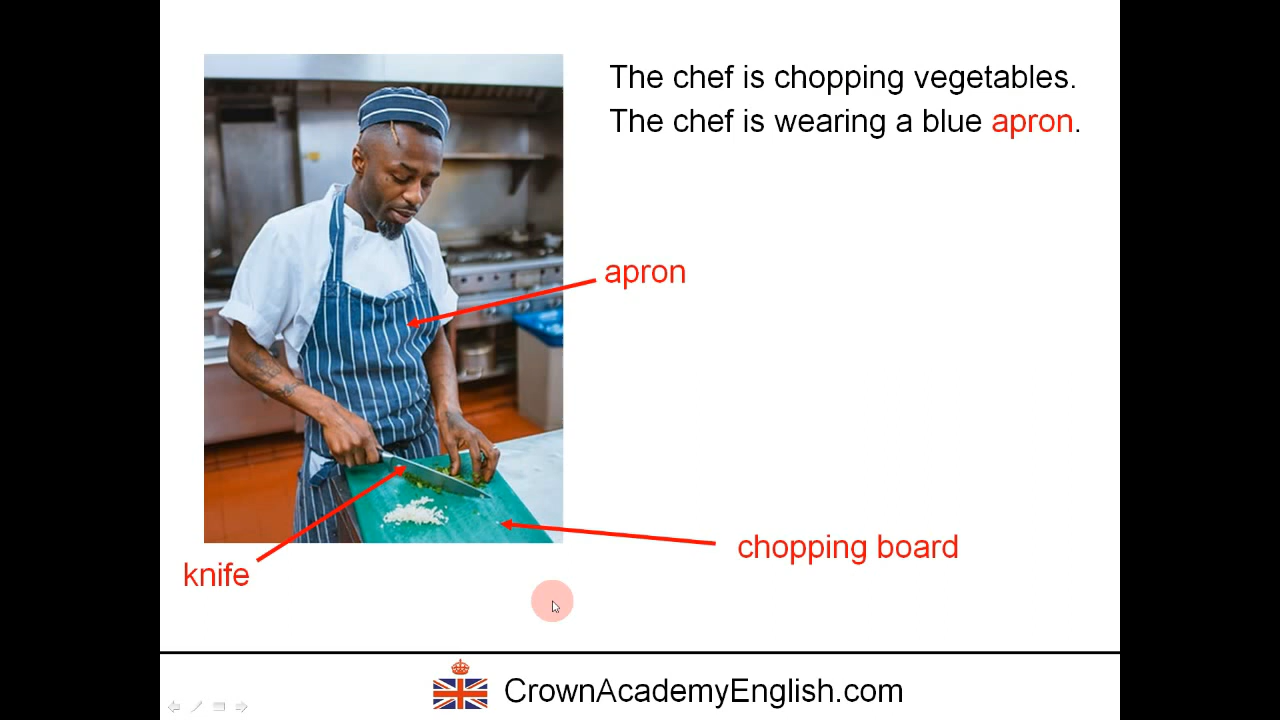 The chef is chopping vegetables.
The chef is wearing a blue apron.
apron
chopping board
knife
CrownAcademyEnglish.com